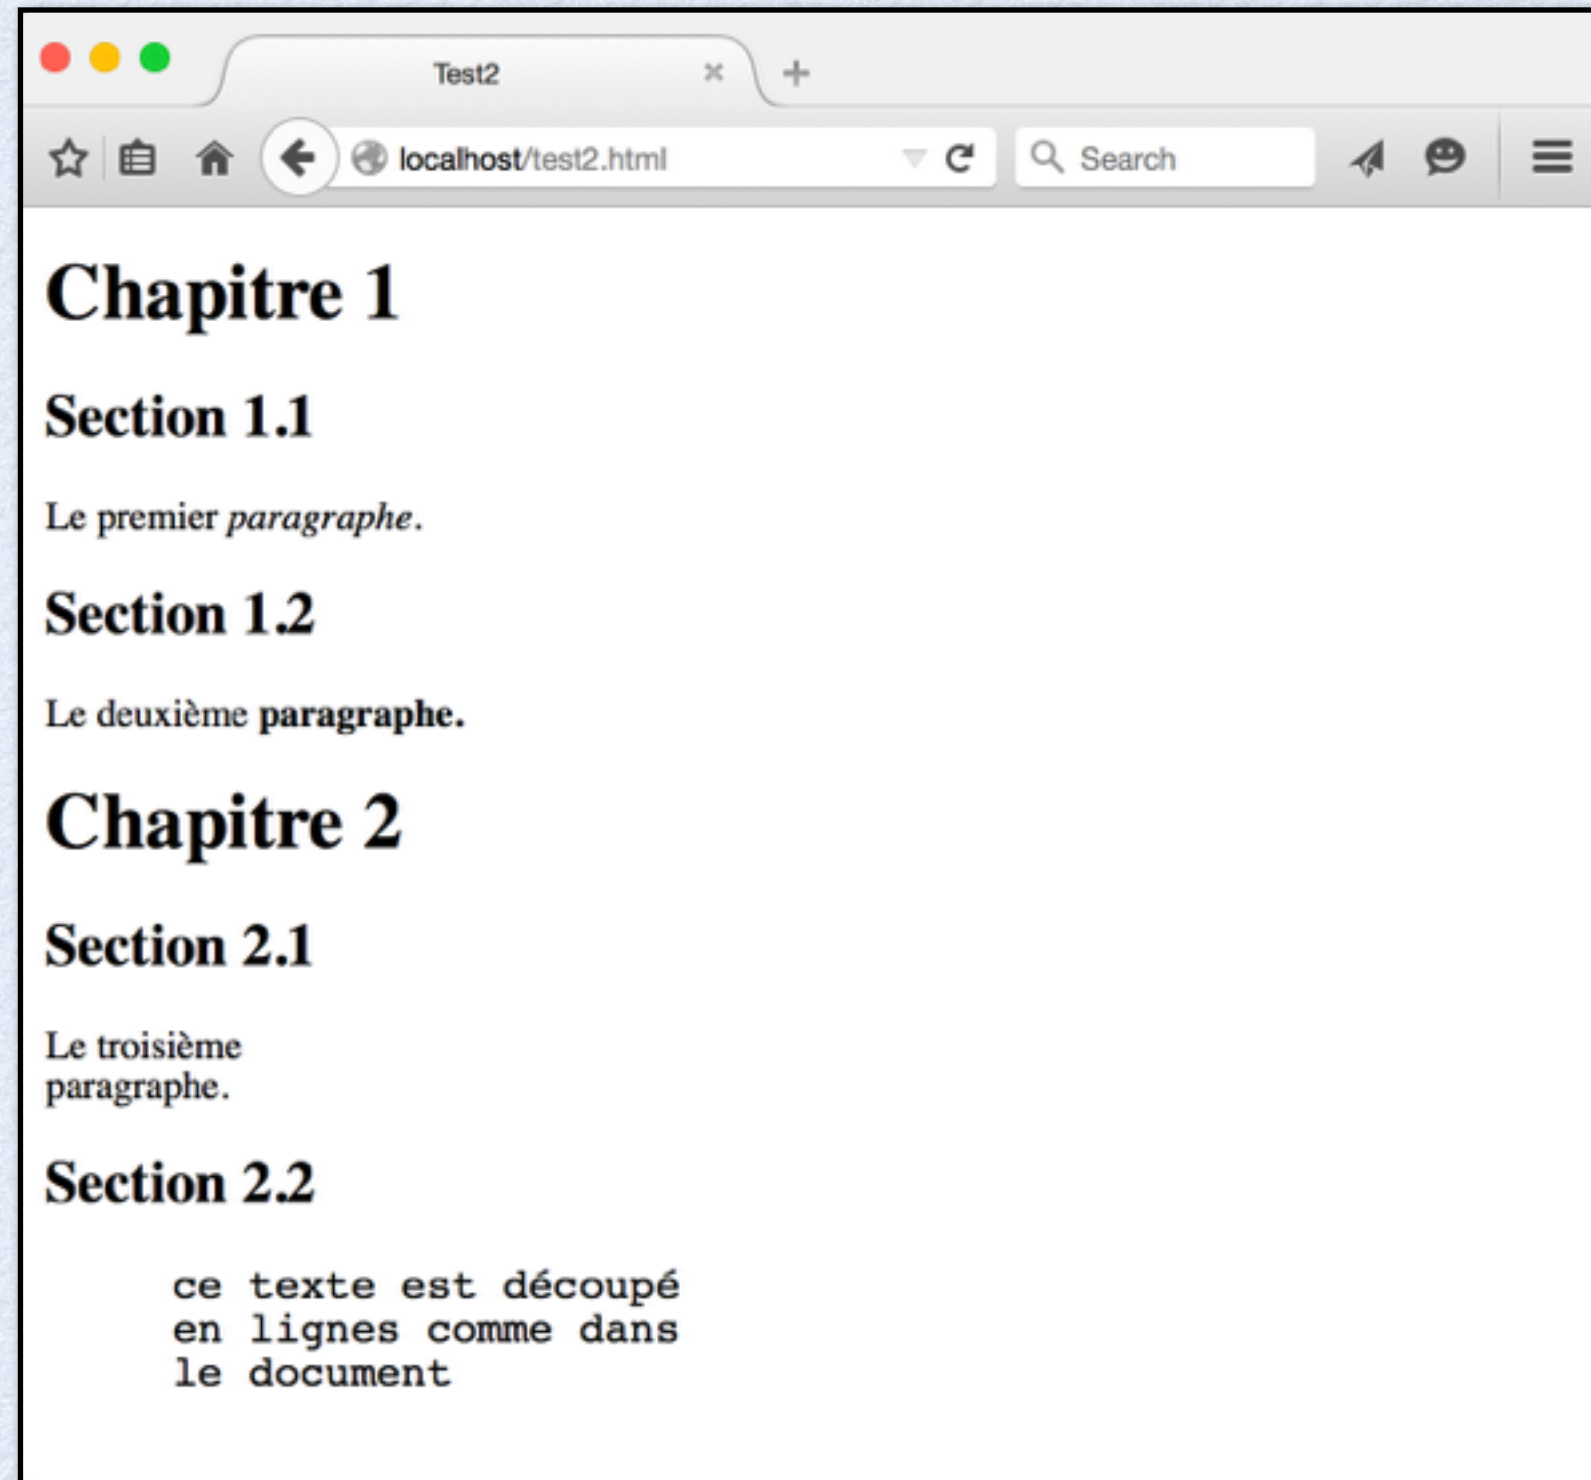 Test2
localhost/test2.html
Search
Chapitre 1
Section 1.1
Le premier paragraphe.
Section 1.2
Le deuxième paragraphe.
Chapitre 2
Section 2.1
Le troisième
paragraphe.
Section 2.2
ce texte est découpé
en lignes comme dans
le document